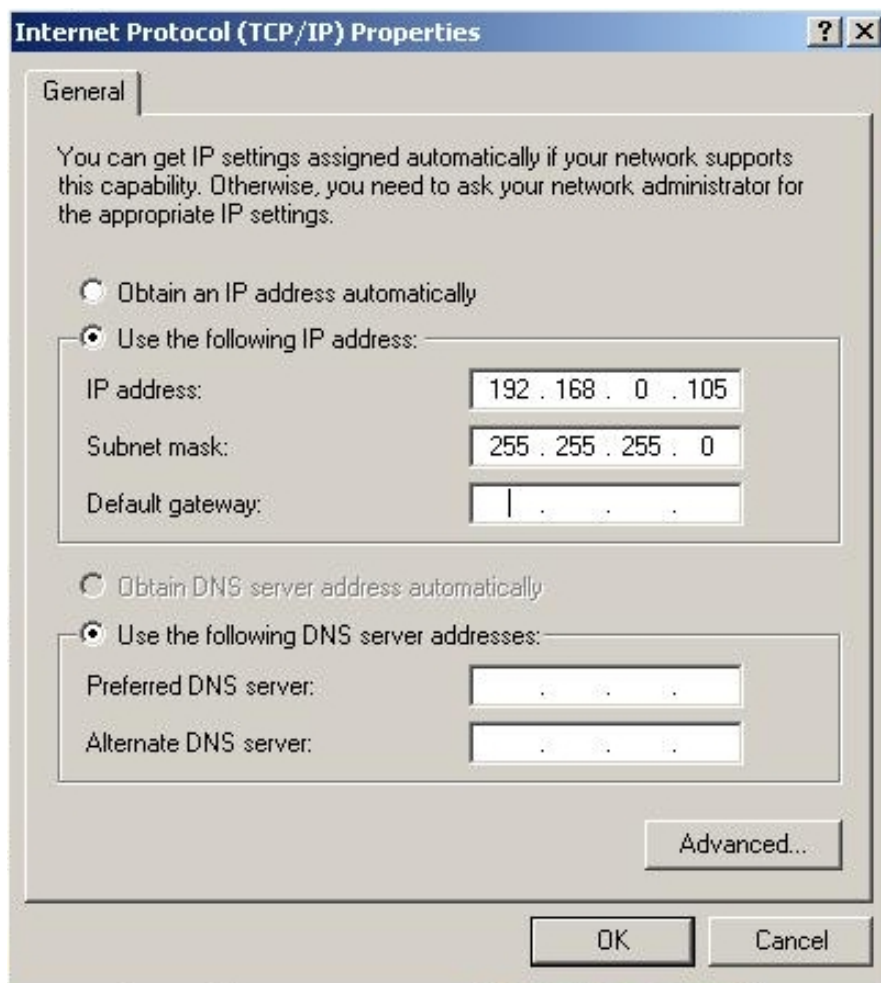 Internet Protocol (TCP/IP) Properties
General
You can get IP settings assigned automatically if your network supports
this capability. Otherwise, you need to ask your network administrator for
the appropriate IP settings.
Obtain an IP address automatically
Use the following IP address:
IP address: 192 . 168 . 0 . 105
Subnet mask: 255 . 255 . 255 . 0
Default gateway: . . .
Obtain DNS server address automatically
Use the following DNS server addresses:
Preferred DNS server: . . .
Alternate DNS server: . . .
Advanced...
OK Cancel